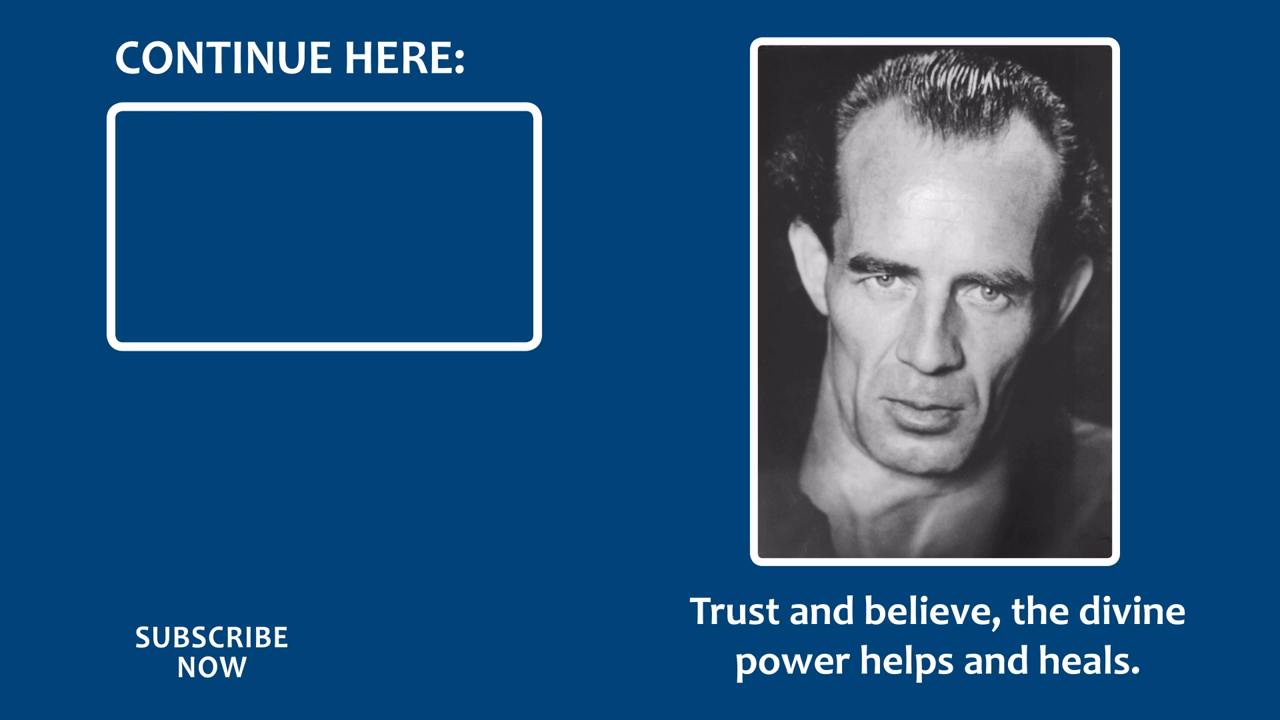 CONTINUE HERE:
SUBSCRIBE
NOW
Trust and believe, the divine
power helps and heals.